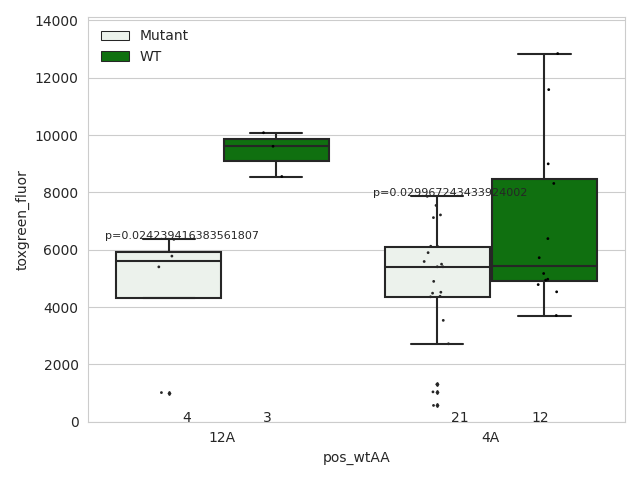 14000
12000
10000
8000
6000
4000
2000
0
toxgreen_fluor
Mutant
WT
p=0.024239416383561807
p=0.029967243433924002
4
3
21
12
12A
4A
pos_wtAA